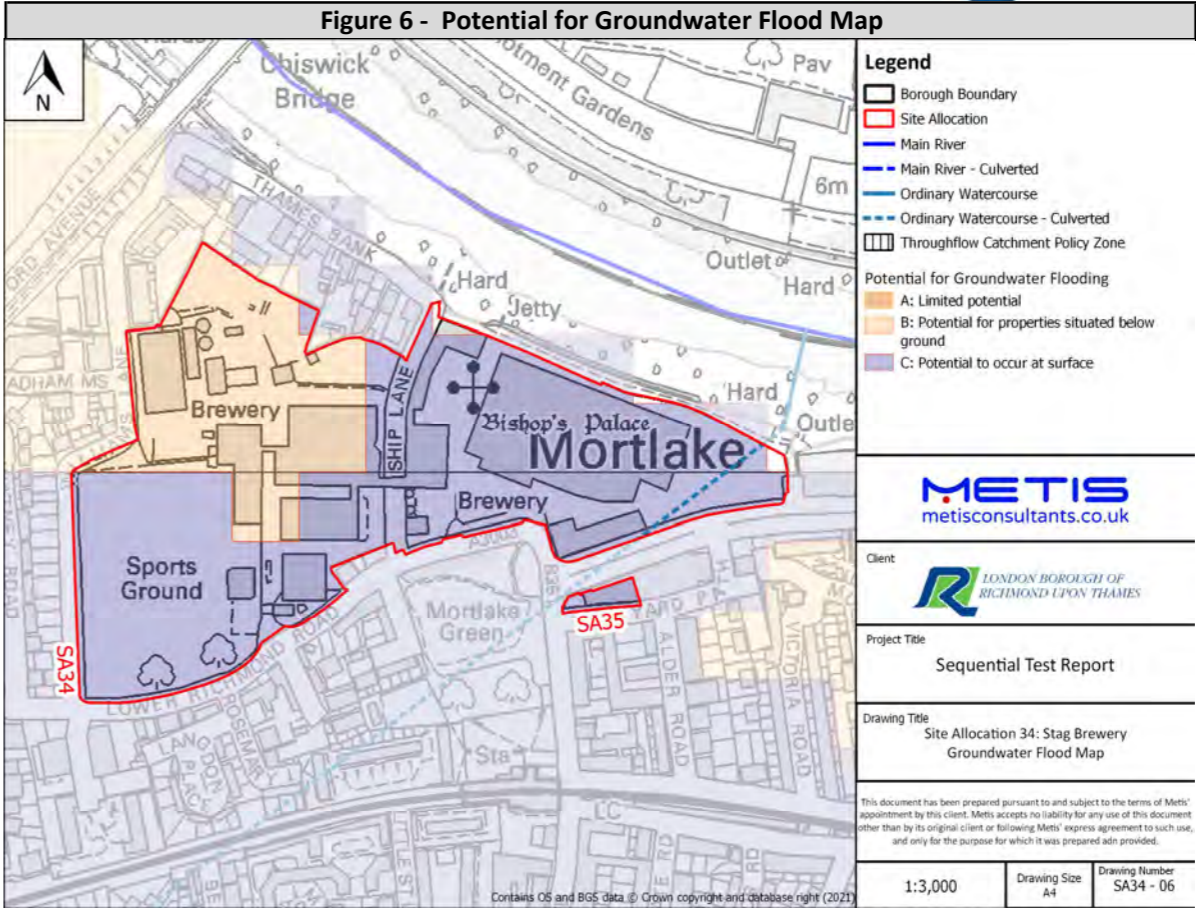 Figure 6 - Potential for Groundwater Flood Map
N
Chiswick
Bridge
Pav
Gardens
6m
THAMES BANK
AVENUE
Outlet
Hard
Hard
Jetty
ADHAM MS
Brewery
SHIP LANE
Bishop's Palace
Mortlake
Hard
Outle
Brewery
A3003
Sports
Ground
Mortlake
Green
SA35
SA34
LOWER RICHMOND ROAD
ROSEMARY
ALDER ROAD
VICTORIA ROAD
Sta
LC
Contains OS and BGS data © Crown copyright and database right (2021)
Legend
Borough Boundary
Site Allocation
Main River
Main River - Culverted
Ordinary Watercourse
Ordinary Watercourse - Culverted
Throughflow Catchment Policy Zone
Potential for Groundwater Flooding
A: Limited potential
B: Potential for properties situated below
ground
C: Potential to occur at surface
METIS
metisconsultants.co.uk
Client
LONDON BOROUGH OF
RICHMOND UPON THAMES
Project Title
Sequential Test Report
Drawing Title
Site Allocation 34: Stag Brewery
Groundwater Flood Map
This document has been prepared pursuant to and subject to the terms of Metis'
appointment by this client. Metis accepts no liability for any use of this document
other than by its original client or following Metis' express agreement to such use,
and only for the purpose for which it was prepared adn provided.
1:3,000
Drawing Size
A4
Drawing Number
SA34 - 06